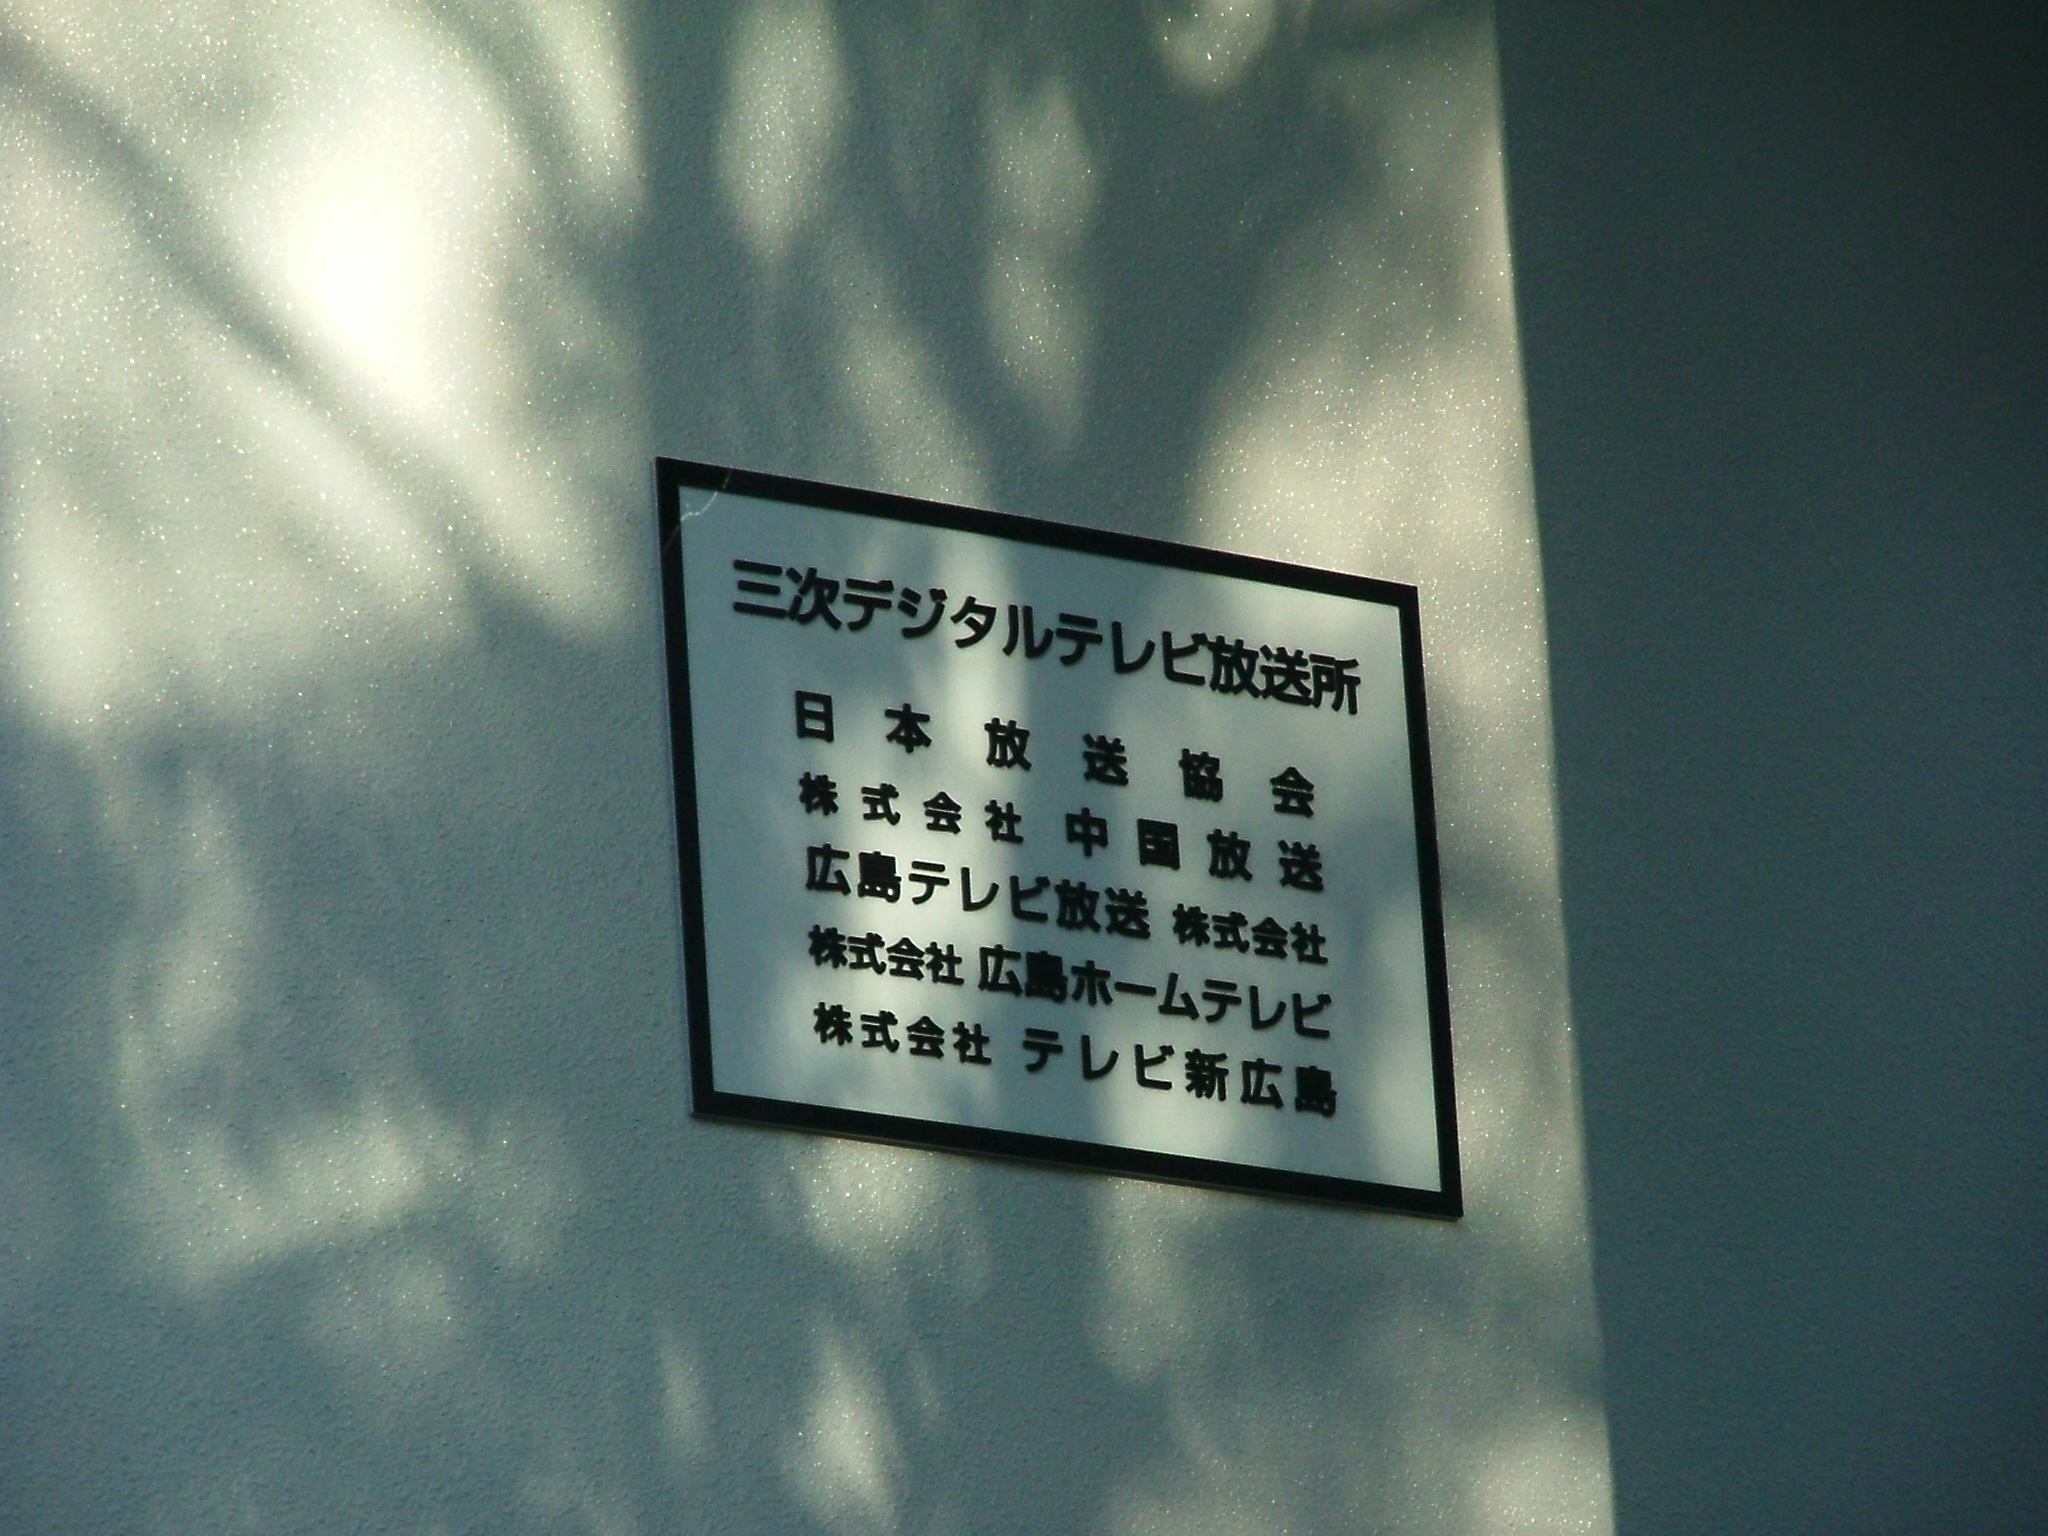 三次デジタルテレビ放送所
日本放送協会
株式会社 中国放送
広島テレビ放送 株式会社
株式会社 広島ホームテレビ
株式会社 テレビ新広島